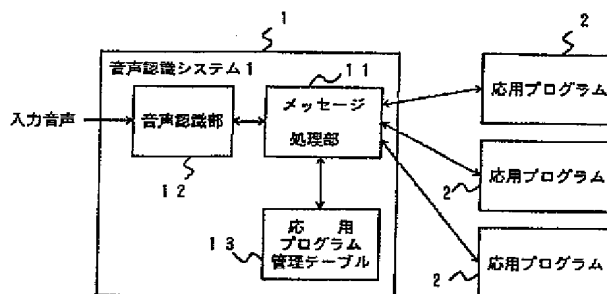 1
2
音声認識システム1
11
入力音声
音声認識部
12
メッセージ
処理部
応用プログラム
応用プログラム
2
13
応 用
プログラム
管理テーブル
応用プログラム
2